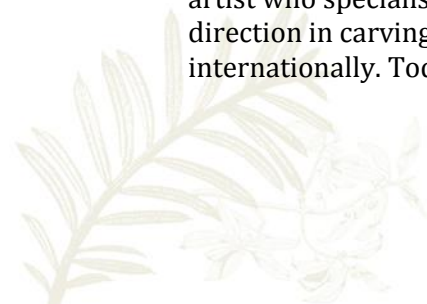 artist who specialis
direction in carving
internationally.